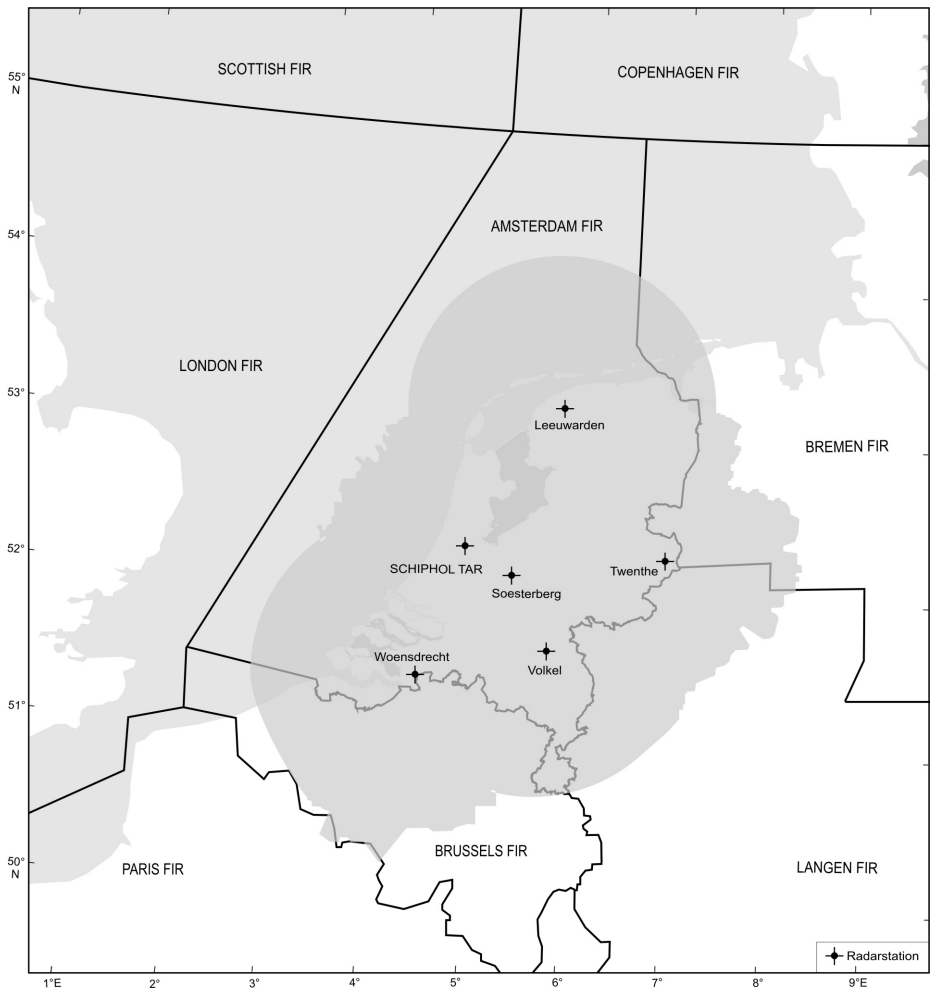 SCOTTISH FIR
COPENHAGEN FIR
55°
N
54°
AMSTERDAM FIR
LONDON FIR
53°
Leeuwarden
BREMEN FIR
52°
SCHIPHOL TAR
Twenthe
Soesterberg
Woensdrecht
Volkel
51°
BRUSSELS FIR
50°
N
PARIS FIR
LANGEN FIR
Radarstation
1°E 2° 3° 4° 5° 6° 7° 8° 9°E